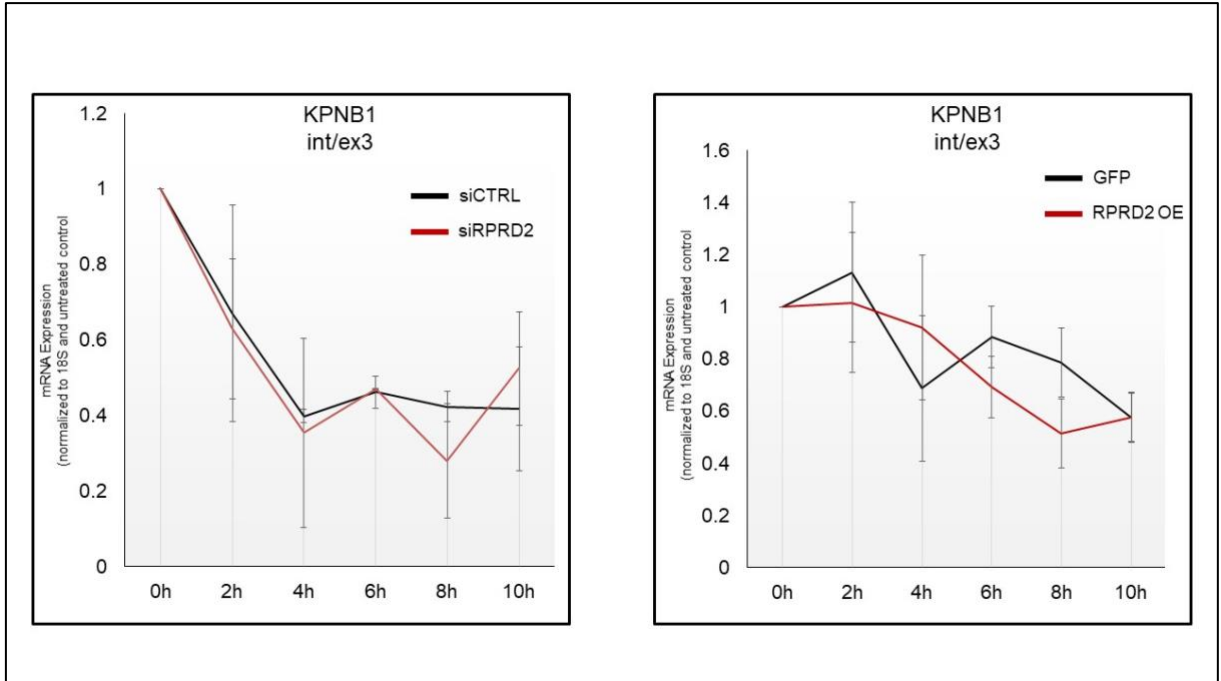 KPNB1
int/ex3
mRNA Expression
(normalized to 18S and untreated control
1.2
1
0.8
0.6
0.4
0.2
0
siCTRL
siRPRD2
0h 2h 4h 6h 8h 10h
KPNB1
int/ex3
mRNA Expression
(normalized to 18S and untreated control
1.6
1.4
1.2
1
0.8
0.6
0.4
0.2
0
GFP
RPRD2 OE
0h 2h 4h 6h 8h 10h